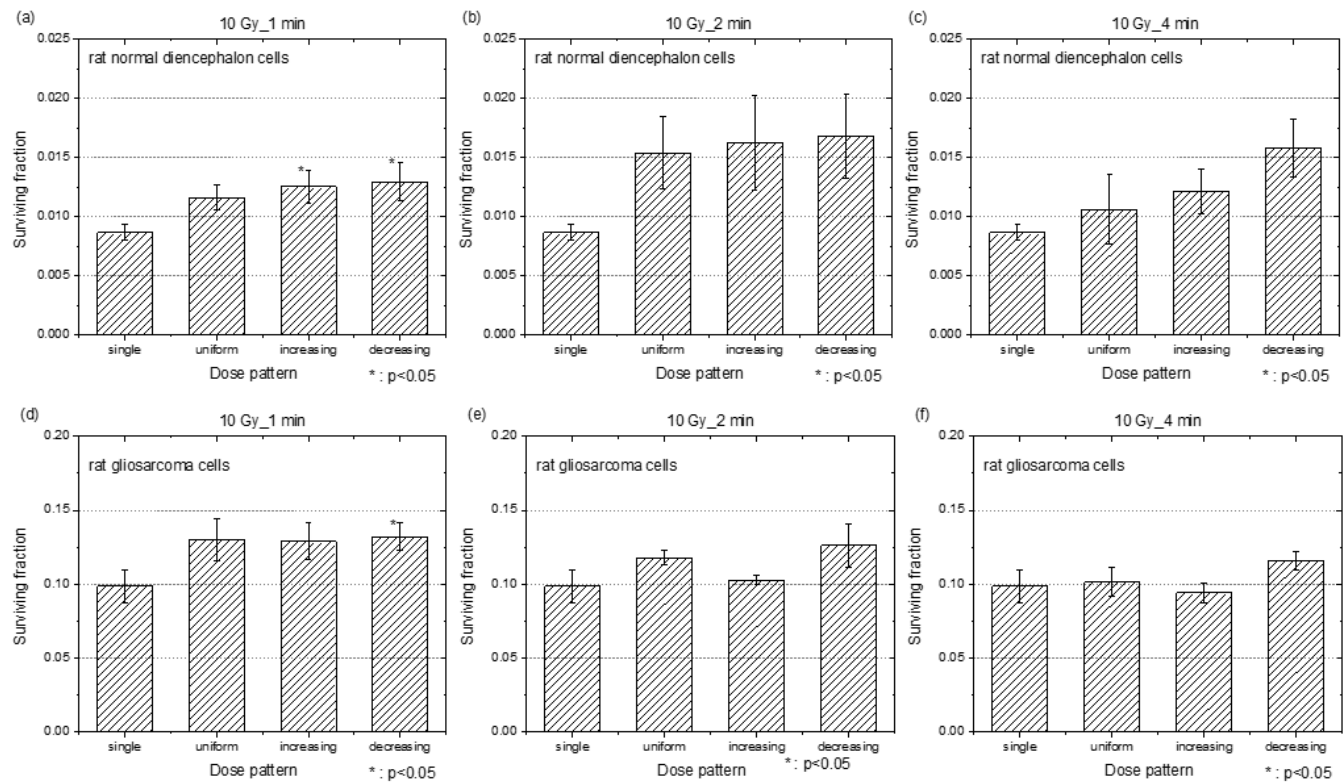 (a)
10 Gy_1 min
rat normal diencephalon cells
Surviving fraction
0.025
0.020
0.015
0.010
0.005
0.000
*
*
single uniform increasing decreasing
Dose pattern
* : p<0.05
(b)
10 Gy_2 min
rat normal diencephalon cells
Surviving fraction
0.025
0.020
0.015
0.010
0.005
0.000
single uniform increasing decreasing
Dose pattern
* : p<0.05
(c)
10 Gy_4 min
rat normal diencephalon cells
Surviving fraction
0.025
0.020
0.015
0.010
0.005
0.000
single uniform increasing decreasing
Dose pattern
* : p<0.05
(d)
10 Gy_1 min
rat gliosarcoma cells
Surviving fraction
0.20
0.15
0.10
0.05
0.00
*
single uniform increasing decreasing
Dose pattern
* : p<0.05
(e)
10 Gy_2 min
rat gliosarcoma cells
Surviving fraction
0.20
0.15
0.10
0.05
0.00
single uniform increasing decreasing
Dose pattern
* : p<0.05
(f)
10 Gy_4 min
rat gliosarcoma cells
Surviving fraction
0.20
0.15
0.10
0.05
0.00
single uniform increasing decreasing
Dose pattern
* : p<0.05